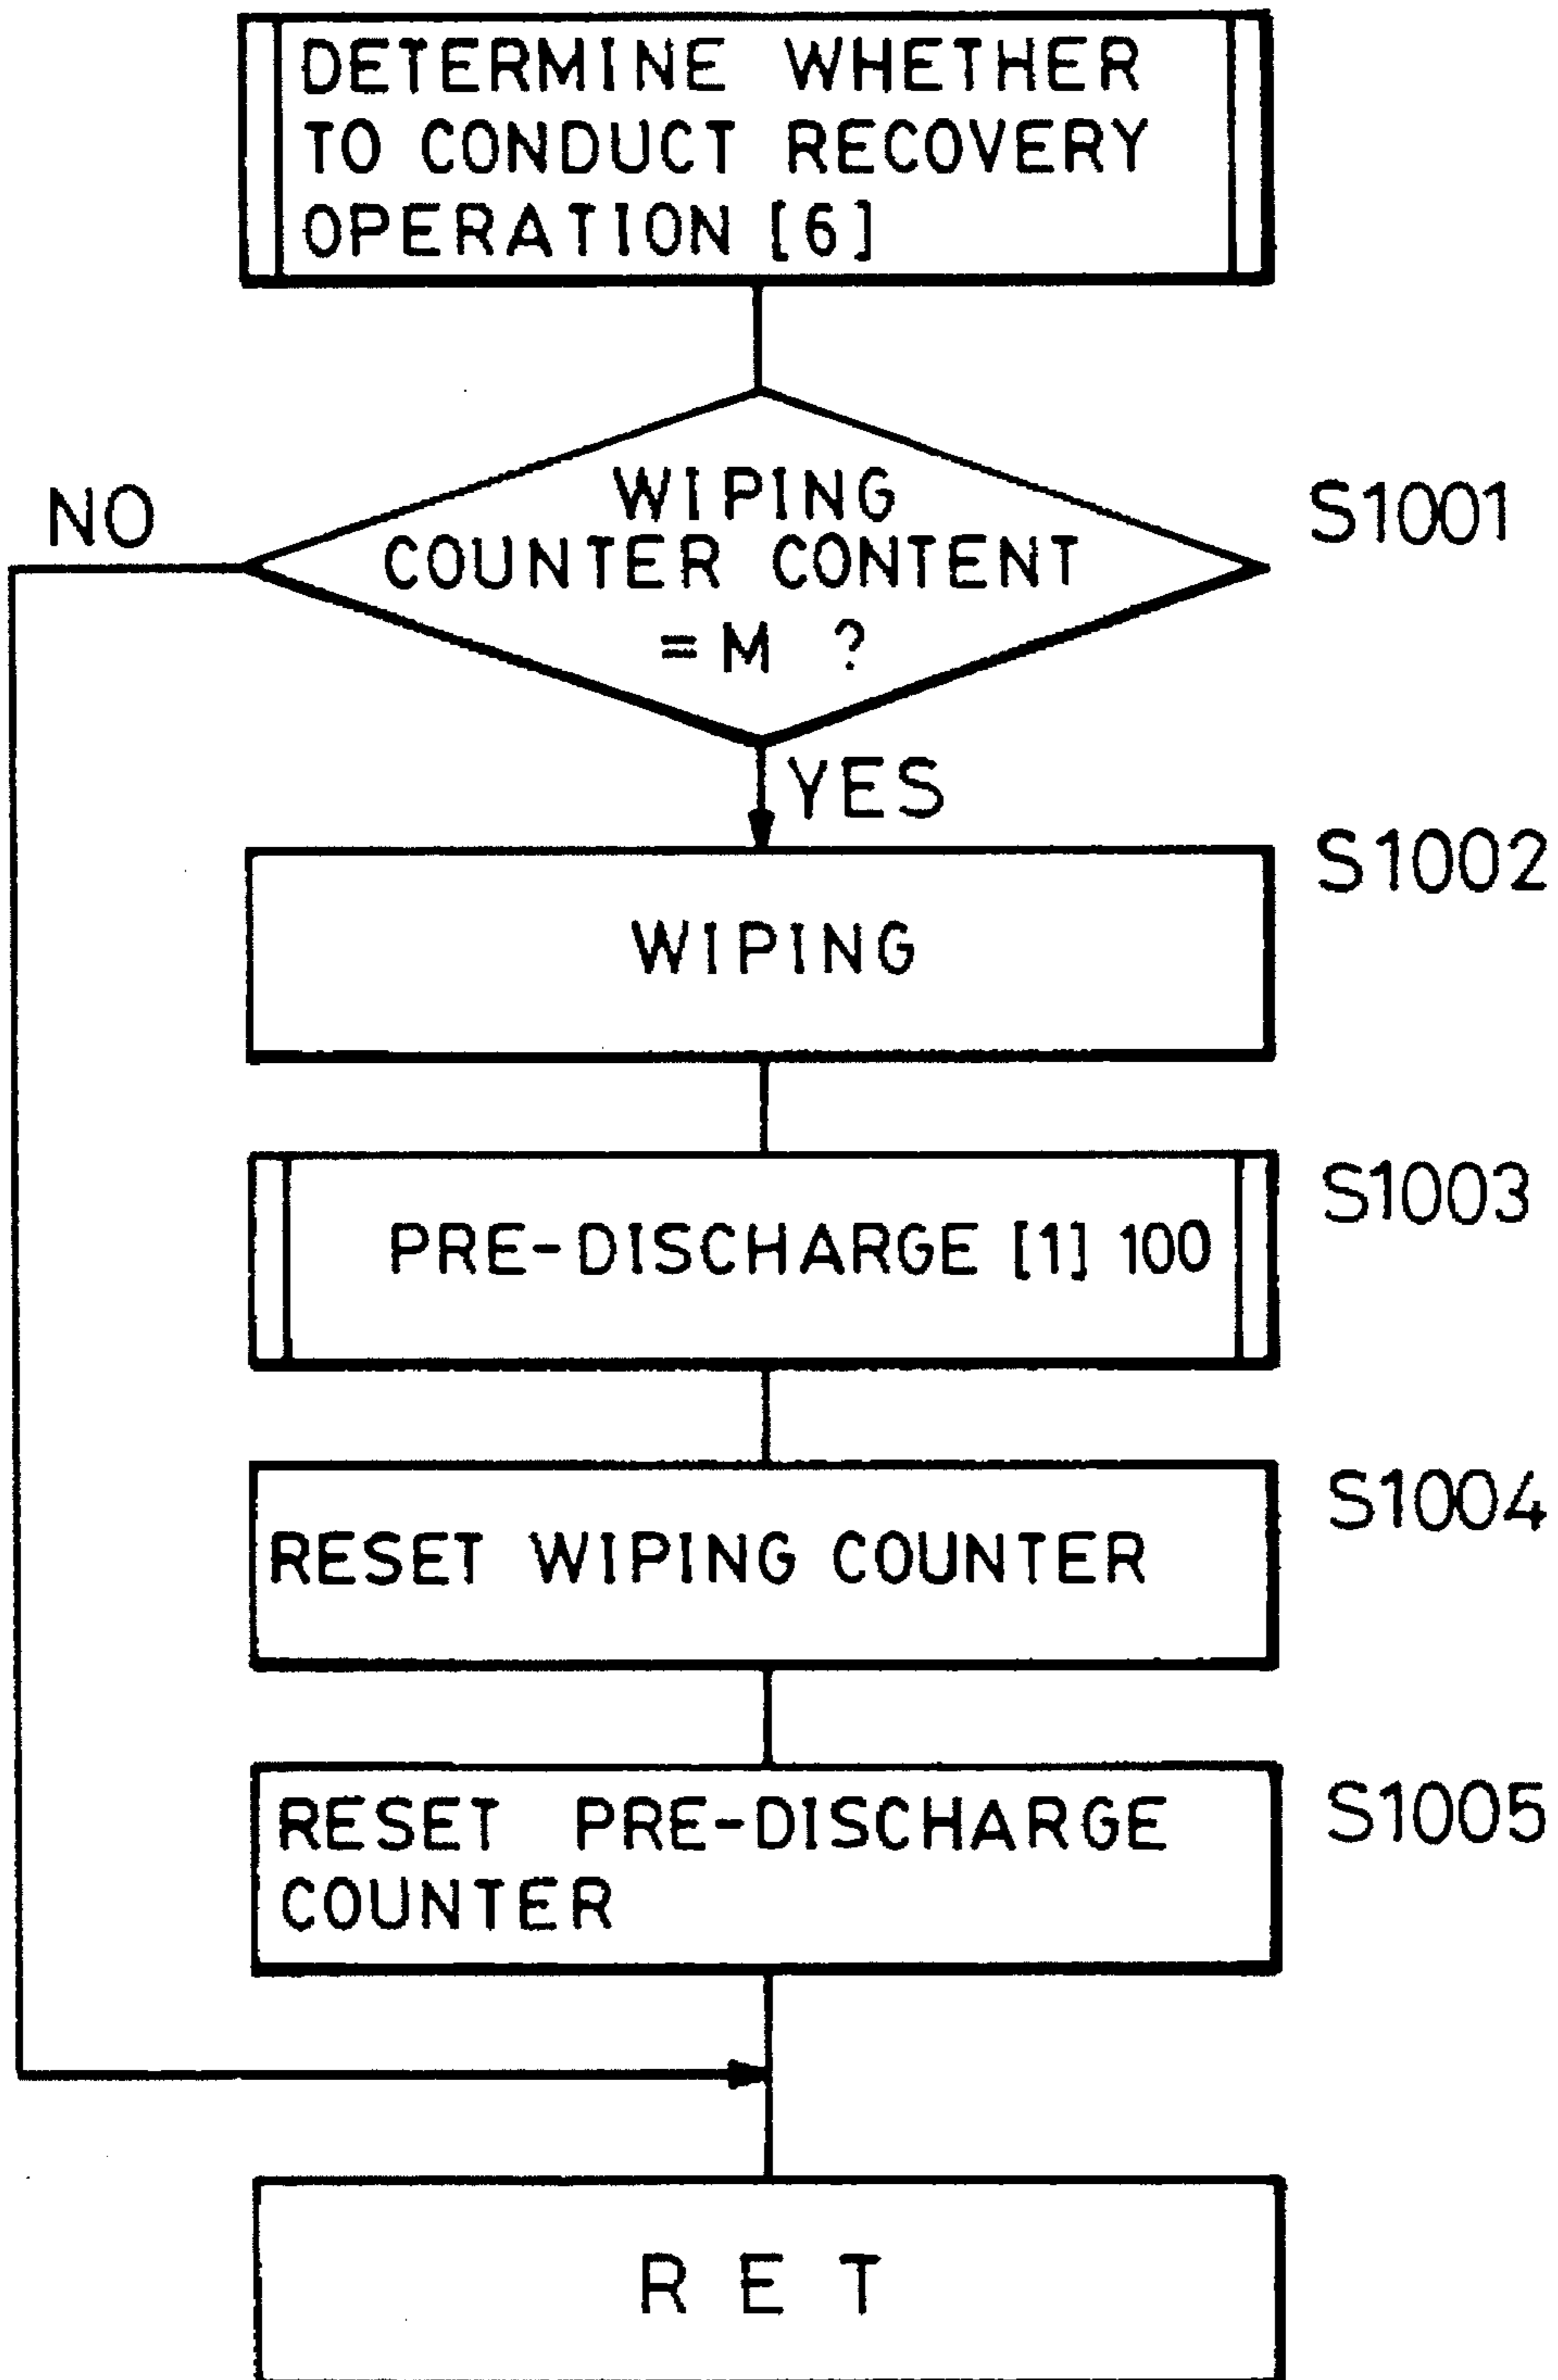 DETERMINE WHETHER
TO CONDUCT RECOVERY
OPERATION [6]
WIPING
COUNTER CONTENT
= M ?
S1001
NO
YES
S1002
WIPING
S1003
PRE-DISCHARGE [1] 100
S1004
RESET WIPING COUNTER
S1005
RESET PRE-DISCHARGE
COUNTER
RET